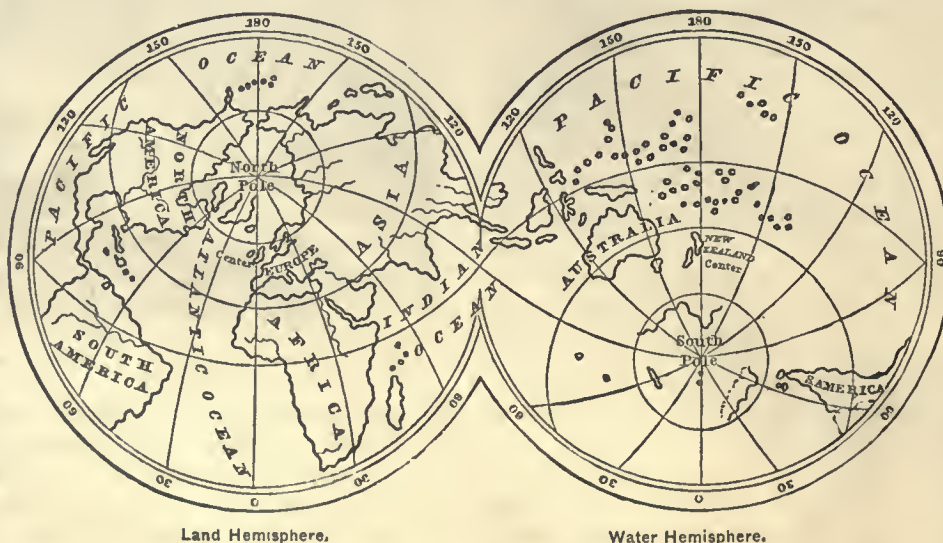 180
150
150
120
120
90
60
60
30
30
0
OCEAN
PACIFIC
NORTH
AMERICA
North
Pole
ASIA
Center
EUROPE
ATLANTIC OCEAN
AFRICA
INDIAN
OCEAN
SOUTH
AMERICA
Land Hemisphere.
180
150
150
120
120
90
60
60
30
30
0
PACIFIC
OCEAN
AUSTRALIA
NEW
ZEALAND
Center
South
Pole
S.AMERICA
Water Hemisphere.